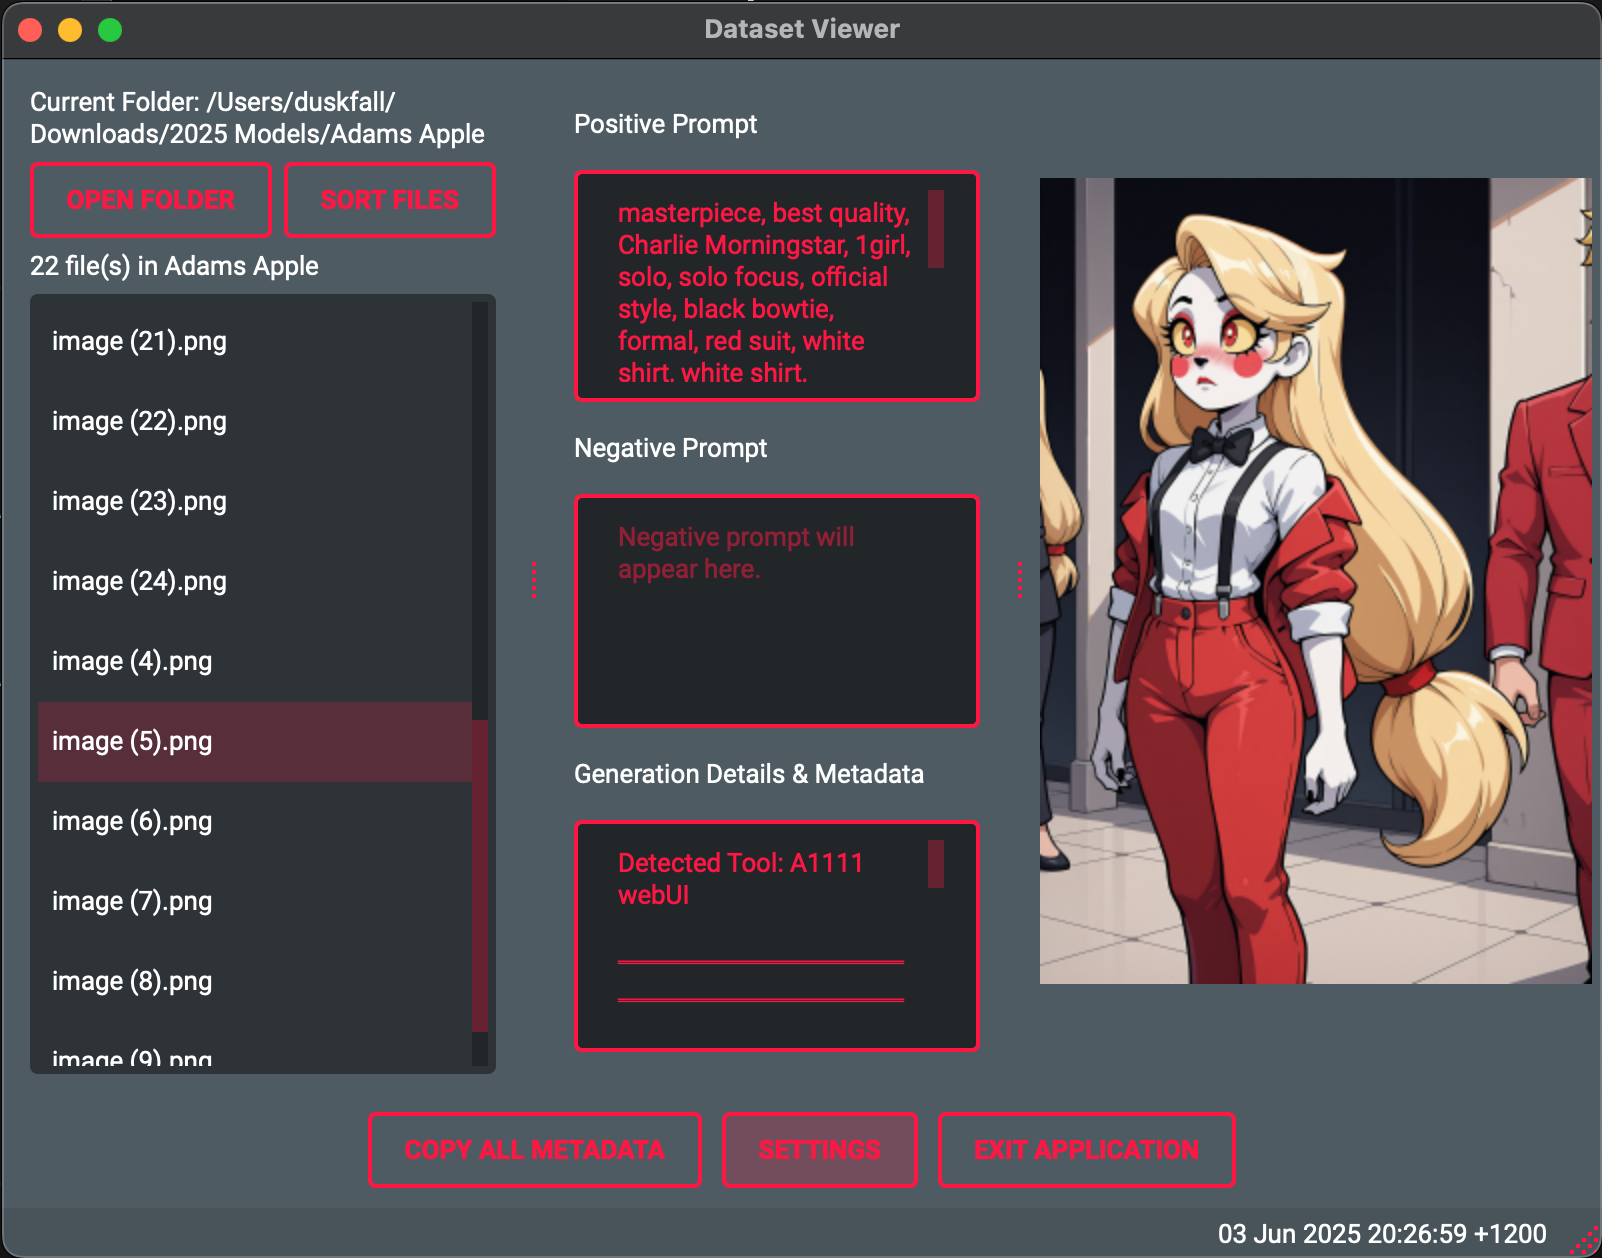 Dataset Viewer
Current Folder: /Users/duskfall/
Downloads/2025 Models/Adams Apple
OPEN FOLDER
SORT FILES
22 file(s) in Adams Apple
image (21).png
image (22).png
image (23).png
image (24).png
image (4).png
image (5).png
image (6).png
image (7).png
image (8).png
image (9).png
Positive Prompt
masterpiece, best quality,
Charlie Morningstar, 1girl,
solo, solo focus, official
style, black bowtie,
formal, red suit, white
shirt. white shirt.
Negative Prompt
Negative prompt will
appear here.
Generation Details & Metadata
Detected Tool: A1111
webUI
COPY ALL METADATA
SETTINGS
EXIT APPLICATION
03 Jun 2025 20:26:59 +1200